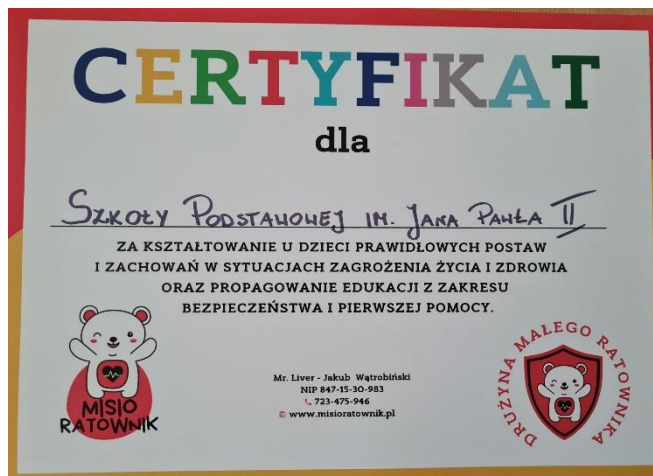 CERTYFIKAT
dla
Szkoły Podstawowej im. Jana Pawła II
ZA KSZTAŁTOWANIE U DZIECI PRAWIDŁOWYCH POSTAW
I ZACHOWAŃ W SYTUACJACH ZAGROŻENIA ŻYCIA I ZDROWIA
ORAZ PROPAGOWANIE EDUKACJI Z ZAKRESU
BEZPIECZEŃSTWA I PIERWSZEJ POMOCY.
MISIO
RATOWNIK
Mr. Liver - Jakub Wątrobiński
NIP 847-15-30-983
723-475-946
www.misioratownik.pl
DRUŻYNA MAŁEGO RATOWNIKA